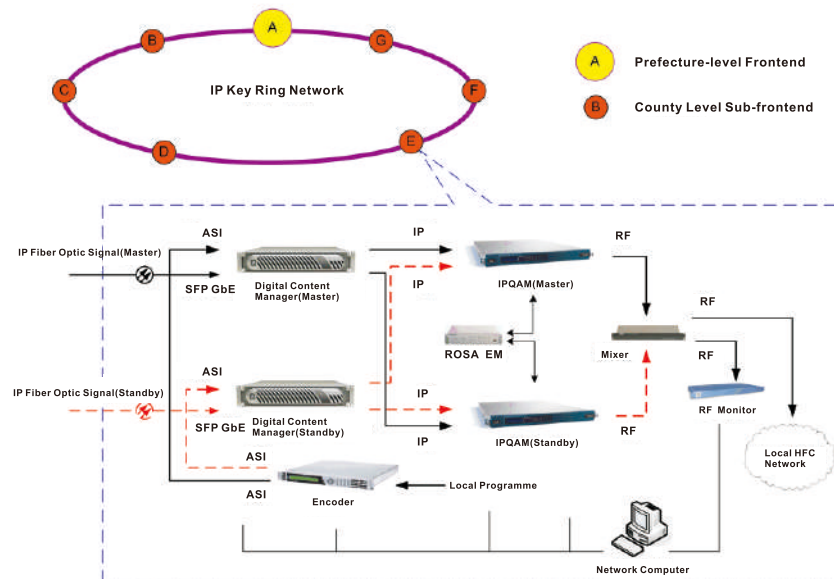 A
B
G
C
F
D
E
IP Key Ring Network
A
Prefecture-level Frontend
B
County Level Sub-frontend
ASI
IP
RF
IP Fiber Optic Signal(Master)
SFP GbE
Digital Content
Manager(Master)
IP
IPQAM(Master)
RF
ROSA EM
Mixer
RF
ASI
IP Fiber Optic Signal(Standby)
SFP GbE
Digital Content
Manager(Standby)
IP
IP
IPQAM(Standby)
RF
RF Monitor
Local HFC
Network
ASI
ASI
Encoder
Local Programme
Network Computer